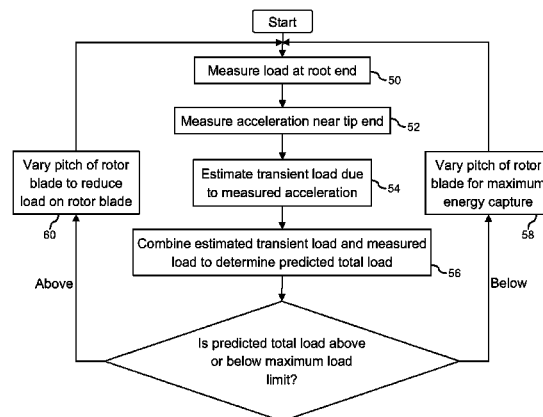 Start
Measure load at root end
50
Measure acceleration near tip end
52
Vary pitch of rotor
blade to reduce
load on rotor blade
60
Estimate transient load due
to measured acceleration
54
Vary pitch of rotor
blade for maximum
energy capture
58
Combine estimated transient load and measured
load to determine predicted total load
56
Above
Below
Is predicted total load above
or below maximum load
limit?